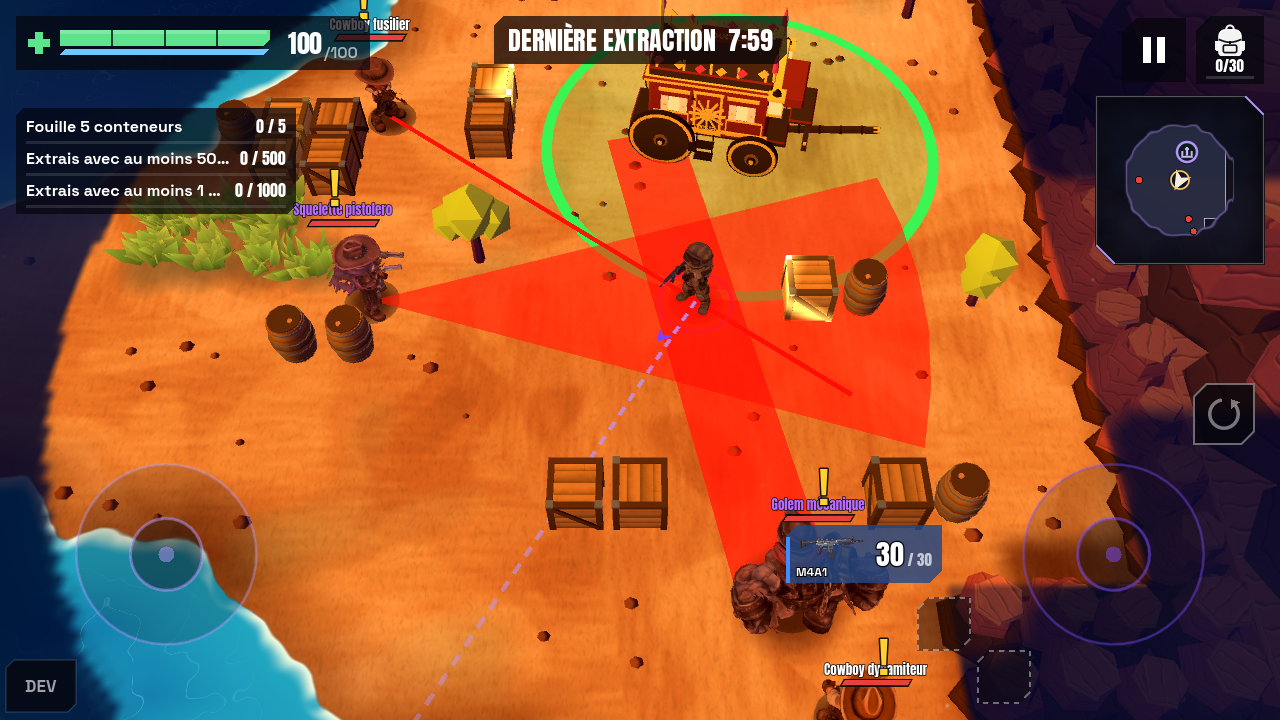 Cowboy fusilier
100/100
DERNIÈRE EXTRACTION 7:59
0/30
Fouille 5 conteneurs 0 / 5
Extrais avec au moins 50... 0 / 500
Extrais avec au moins 1 ... 0 / 1000
Squelette pistolero
Golem mécanique
30 / 30
M4A1
Cowboy dynamiteur
DEV